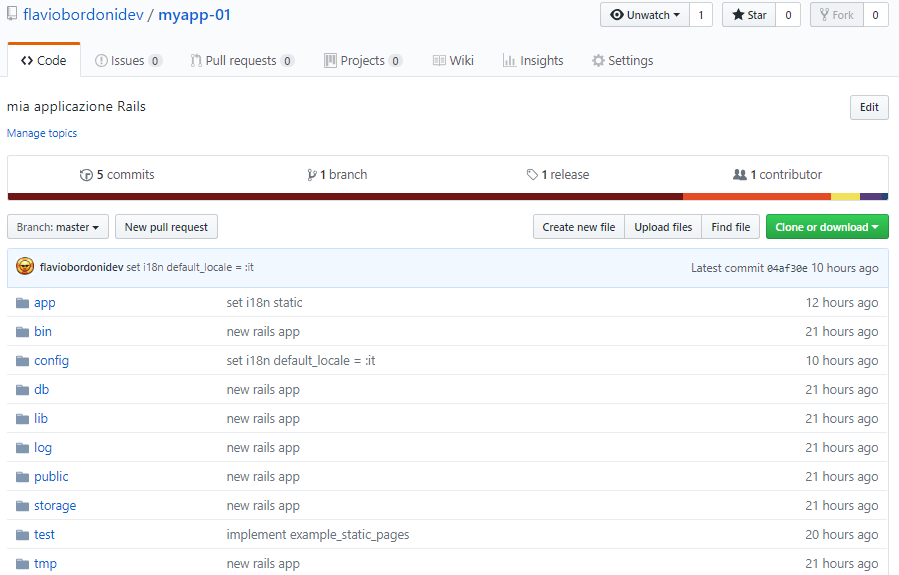 flaviobordonidev / myapp-01
Unwatch 1 Star 0 Fork 0
Code Issues 0 Pull requests 0 Projects 0 Wiki Insights Settings
mia applicazione Rails Edit
Manage topics
5 commits 1 branch 1 release 1 contributor
Branch: master New pull request Create new file Upload files Find file Clone or download
flaviobordonidev set i18n default_locale = :it Latest commit 04af30e 10 hours ago
app set i18n static 12 hours ago
bin new rails app 21 hours ago
config set i18n default_locale = :it 10 hours ago
db new rails app 21 hours ago
lib new rails app 21 hours ago
log new rails app 21 hours ago
public new rails app 21 hours ago
storage new rails app 21 hours ago
test implement example_static_pages 20 hours ago
tmp new rails app 21 hours ago